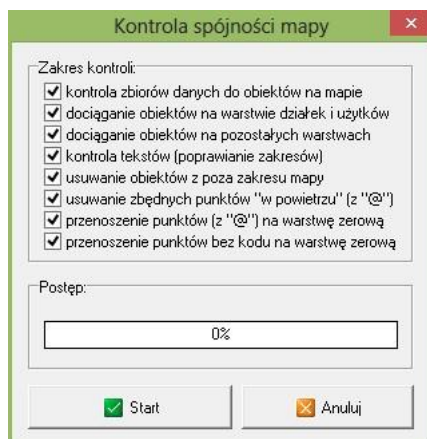 Kontrola spójności mapy
Zakres kontroli:
kontrola zbiorów danych do obiektów na mapie
dociąganie obiektów na warstwie działek i użytków
dociąganie obiektów na pozostałych warstwach
kontrola tekstów (poprawianie zakresów)
usuwanie obiektów z poza zakresu mapy
usuwanie zbędnych punktów "w powietrzu" (z "@")
przenoszenie punktów (z "@") na warstwę zerową
przenoszenie punktów bez kodu na warstwę zerową
Postęp:
0%
Start
Anuluj